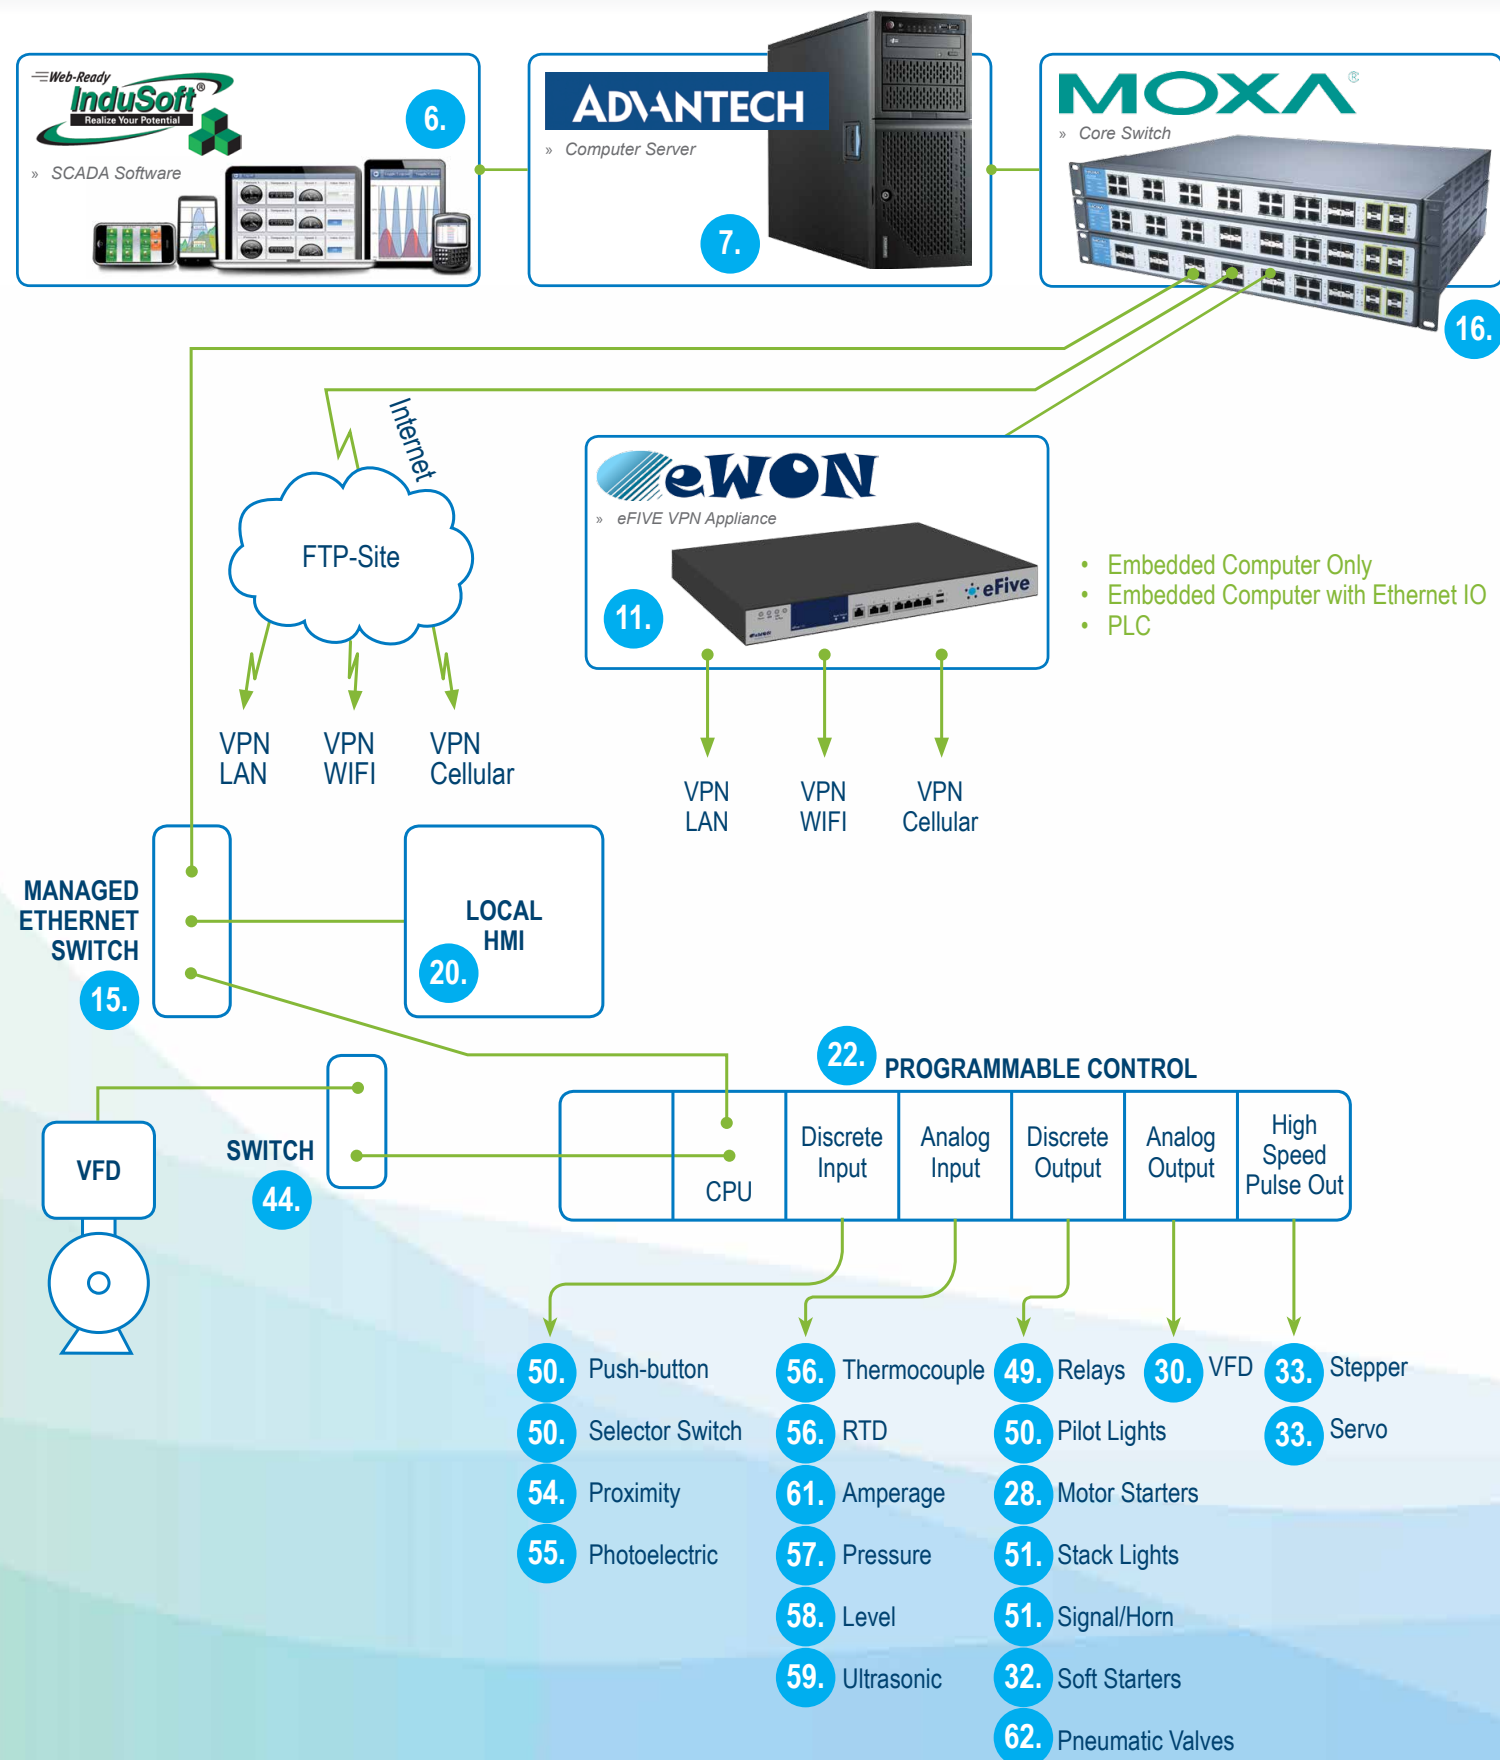 Web-Ready
InduSoft®
Realize Your Potential
» SCADA Software
6.
ADVANTECH
» Computer Server
7.
MOXA®
» Core Switch
16.
Internet
FTP-Site
VPN
LAN
VPN
WIFI
VPN
Cellular
eWON
» eFIVE VPN Appliance
eFive
11.
VPN
LAN
VPN
WIFI
VPN
Cellular
• Embedded Computer Only
• Embedded Computer with Ethernet IO
• PLC
MANAGED
ETHERNET
SWITCH
15.
LOCAL
HMI
20.
VFD
SWITCH
44.
22.
PROGRAMMABLE CONTROL
CPU
Discrete
Input
Analog
Input
Discrete
Output
Analog
Output
High
Speed
Pulse Out
50. Push-button
50. Selector Switch
54. Proximity
55. Photoelectric
56. Thermocouple
56. RTD
61. Amperage
57. Pressure
58. Level
59. Ultrasonic
49. Relays
50. Pilot Lights
28. Motor Starters
51. Stack Lights
51. Signal/Horn
32. Soft Starters
62. Pneumatic Valves
30. VFD
33. Stepper
33. Servo